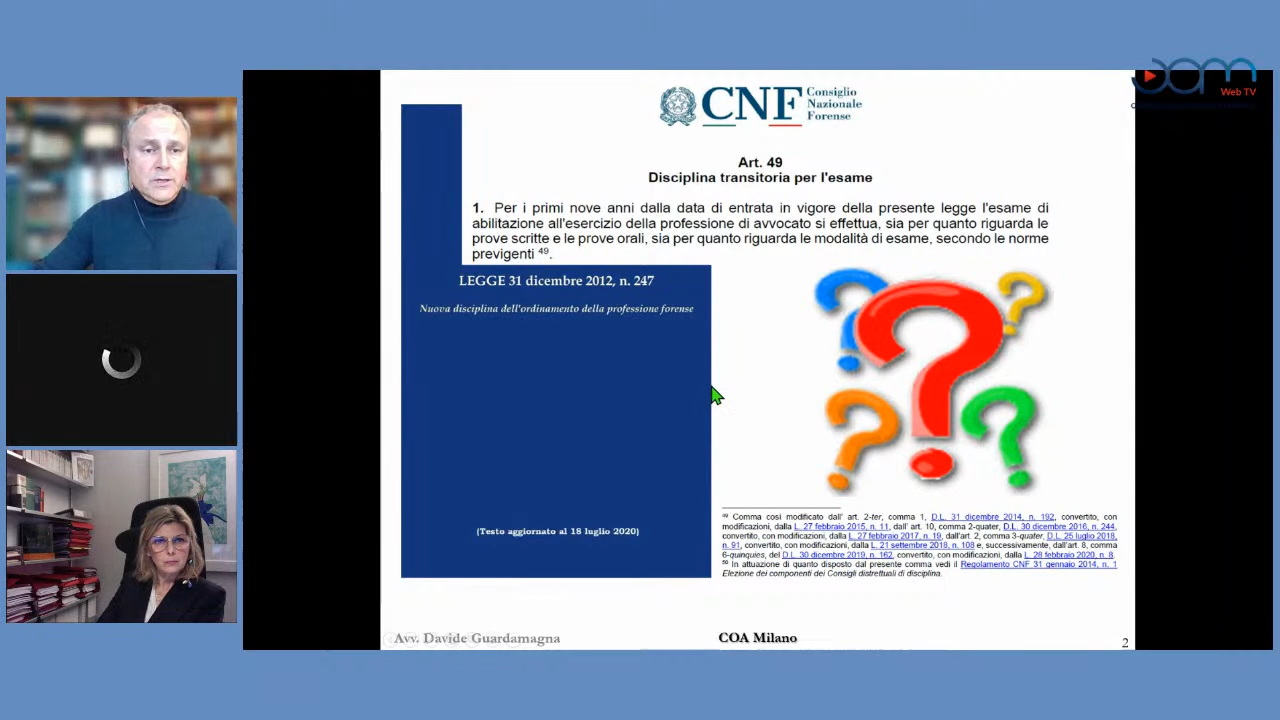 Web TV
CNF
Consiglio
Nazionale
Forense
Art. 49
Disciplina transitoria per l'esame
1. Per i primi nove anni dalla data di entrata in vigore della presente legge l'esame di
abilitazione all'esercizio della professione di avvocato si effettua, sia per quanto riguarda le
prove scritte e le prove orali, sia per quanto riguarda le modalità di esame, secondo le norme
previgenti 49.
LEGGE 31 dicembre 2012, n. 247
Nuova disciplina dell'ordinamento della professione forense
(Testo aggiornato al 18 luglio 2020)
49 Comma così modificato dall' art. 2-ter, comma 1, D.L. 31 dicembre 2014, n. 192, convertito, con
modificazioni, dalla L. 27 febbraio 2015, n. 11, dall' art. 10, comma 2-quater, D.L. 30 dicembre 2016, n. 244,
convertito, con modificazioni, dalla L. 27 febbraio 2017, n. 19, dall'art. 2, comma 3-quater, D.L. 25 luglio 2018,
n. 91, convertito, con modificazioni, dalla L. 21 settembre 2018, n. 108 e, successivamente, dall'art. 8, comma
6-quinquies, del D.L. 30 dicembre 2019, n. 162, convertito, con modificazioni, dalla L. 28 febbraio 2020, n. 8.
50 In attuazione di quanto disposto dal presente comma vedi il Regolamento CNF 31 gennaio 2014, n. 1
Elezione dei componenti dei Consigli distrettuali di disciplina.
Avv. Davide Guardamagna
COA Milano
2